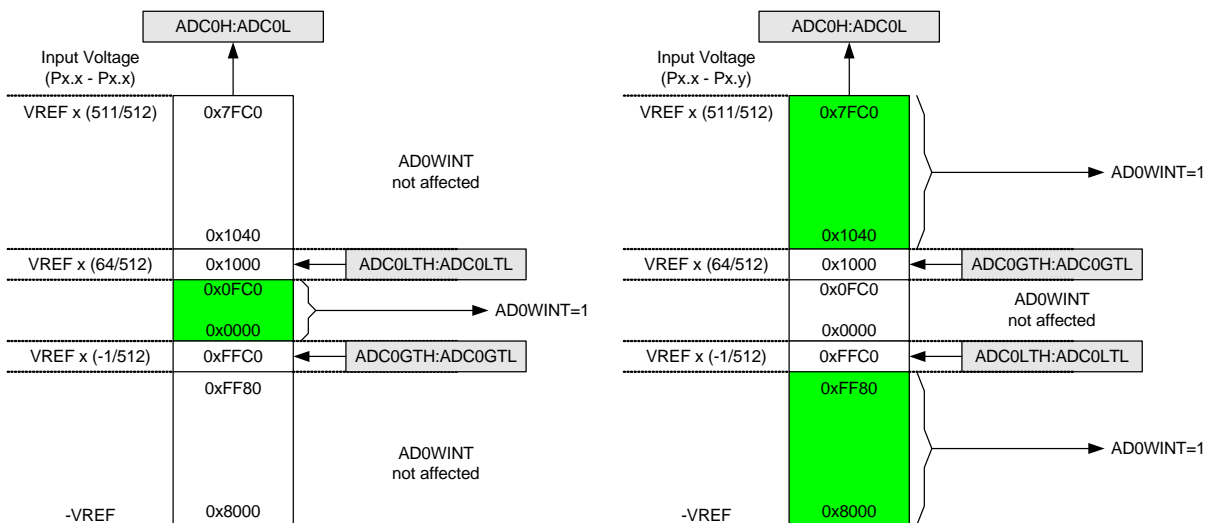 ADC0H:ADC0L
Input Voltage
(Px.x - Px.x)
VREF x (511/512)
0x7FC0
AD0WINT
not affected
0x1040
VREF x (64/512)
0x1000
ADC0LTH:ADC0LTL
0x0FC0
AD0WINT=1
0x0000
VREF x (-1/512)
0xFFC0
ADC0GTH:ADC0GTL
0xFF80
AD0WINT
not affected
-VREF
0x8000
ADC0H:ADC0L
Input Voltage
(Px.x - Px.y)
VREF x (511/512)
0x7FC0
AD0WINT=1
0x1040
VREF x (64/512)
0x1000
ADC0GTH:ADC0GTL
0x0FC0
AD0WINT
not affected
0x0000
VREF x (-1/512)
0xFFC0
ADC0LTH:ADC0LTL
0xFF80
AD0WINT=1
-VREF
0x8000